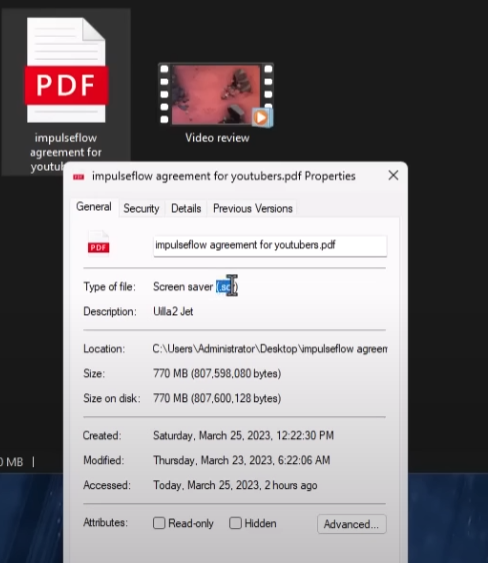 PDF
impulseflow
agreement for
Video review
impulseflow agreement for youtubers.pdf Properties
General Security Details Previous Versions
PDF
impulseflow agreement for youtubers.pdf
Type of file: Screen saver
Description: Uilla2 Jet
Location: C:\Users\Administrator\Desktop\impulseflow agreem
Size: 770 MB (807,598,080 bytes)
Size on disk: 770 MB (807,600,128 bytes)
Created: Saturday, March 25, 2023, 12:22:30 PM
0 MB
Modified: Thursday, March 23, 2023, 6:22:06 AM
Accessed: Today, March 25, 2023, 2 hours ago
Attributes: Read-only Hidden Advanced...